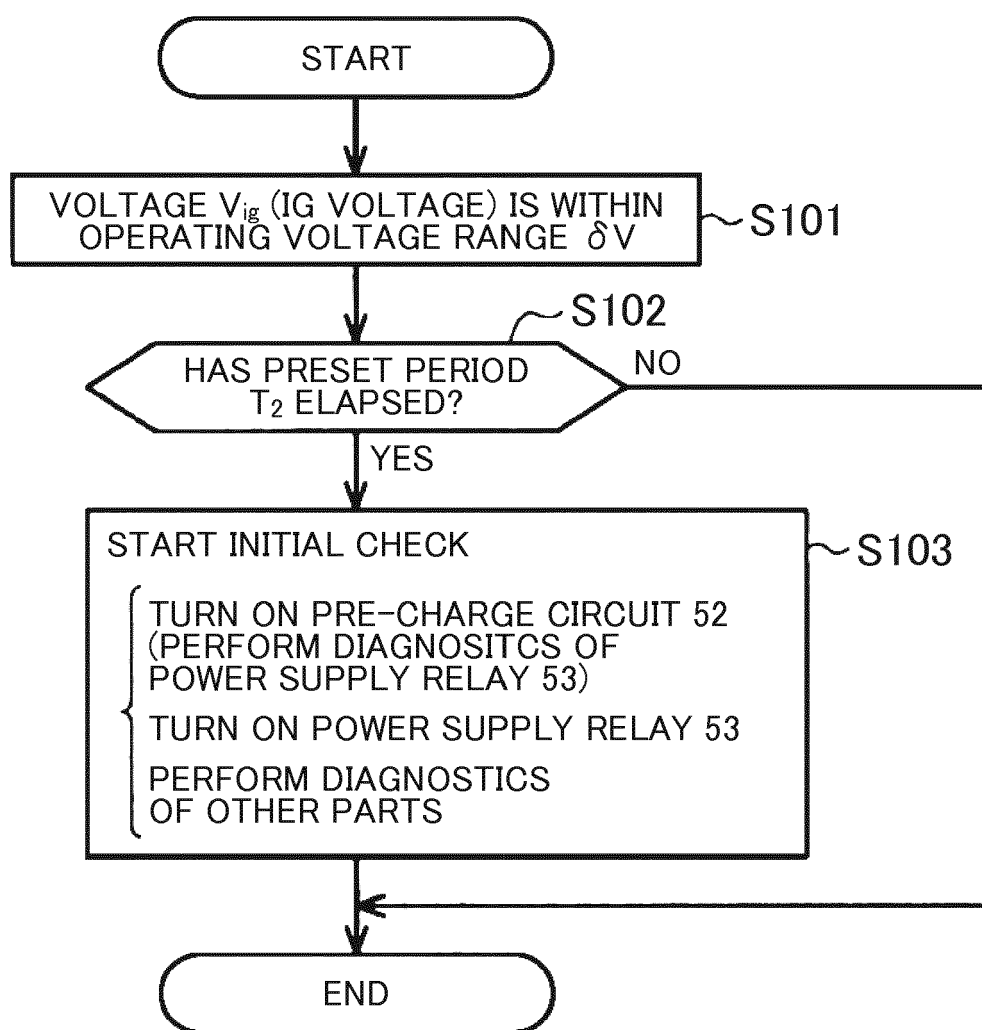 START
VOLTAGE Vig (IG VOLTAGE) IS WITHIN
OPERATING VOLTAGE RANGE δV
S101
S102
HAS PRESET PERIOD
T2 ELAPSED?
NO
YES
START INITIAL CHECK
S103
TURN ON PRE-CHARGE CIRCUIT 52
(PERFORM DIAGNOSITCS OF
POWER SUPPLY RELAY 53)
TURN ON POWER SUPPLY RELAY 53
PERFORM DIAGNOSTICS
OF OTHER PARTS
END